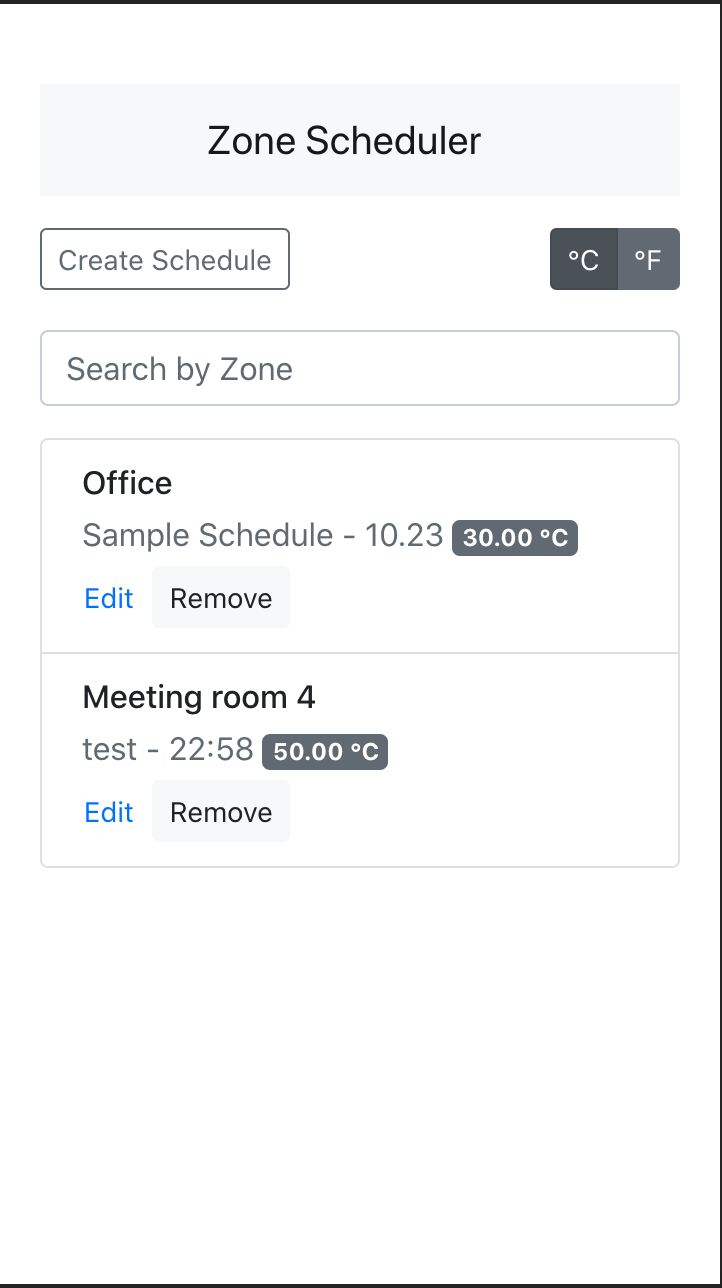 Zone Scheduler
Create Schedule °C °F
Search by Zone
Office
Sample Schedule - 10.23 30.00 °C
Edit Remove
Meeting room 4
test - 22:58 50.00 °C
Edit Remove